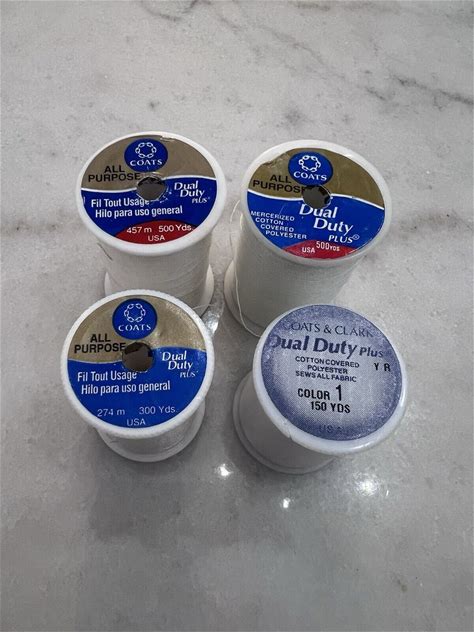 COATS
ALL
PURPOSE
Dual Duty
PLUS®
Fil Tout Usage
Hilo para uso general
457 m 500 Yds.
USA
COATS
ALL
PURPOSE
Dual
Duty
PLUS®
MERCERIZED
COTTON
COVERED
POLYESTER
500YDS
USA
COATS
ALL
PURPOSE
Dual
Duty
PLUS®
Fil Tout Usage
Hilo para uso general
274 m 300 Yds.
USA
COATS & CLARK
Dual Duty Plus
COTTON COVERED
POLYESTER
SEWS ALL FABRIC
Y R
COLOR 1
150 YDS
USA